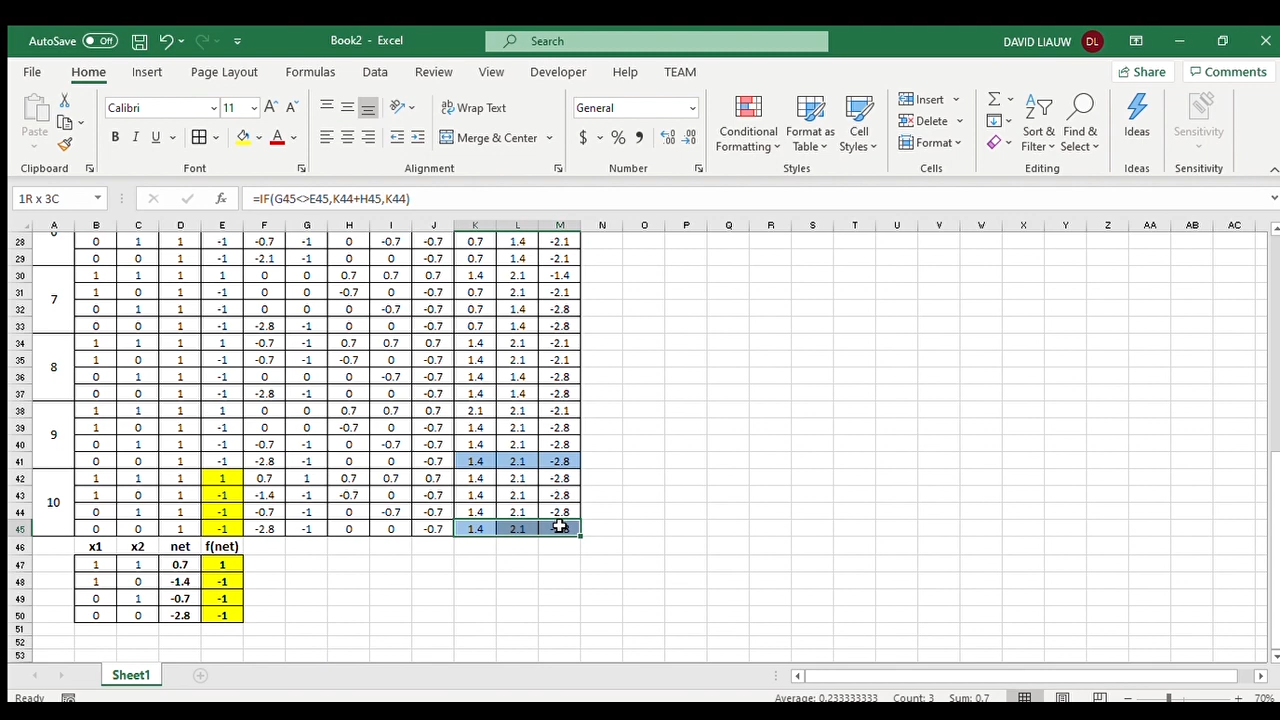 AutoSave Off Book2 - Excel Search DAVID LIAUW DL
File Home Insert Page Layout Formulas Data Review View Developer Help TEAM Share Comments
Calibri 11 Wrap Text General Insert
Paste B I U Merge & Center $ % Conditional Formatting Format as Table Cell Styles Delete Format Sort & Filter Find & Select Ideas Sensitivity
Clipboard Font Alignment Number Styles Cells Editing Ideas Sensitivity
1R x 3C fx =IF(G45<>E45,K44+H45,K44)
A B C D E F G H I J K L M N O P Q R S T U V W X Y Z AA AB AC
28 0 1 1 -1 -0.7 -1 0 -0.7 -0.7 0.7 1.4 -2.1
29 0 0 1 -1 -2.1 -1 0 0 -0.7 0.7 1.4 -2.1
30 1 1 1 1 0 0 0.7 0.7 0.7 1.4 2.1 -1.4
31 1 0 1 -1 0 0 -0.7 0 -0.7 0.7 2.1 -2.1
7
32 0 1 1 -1 0 0 0 -0.7 -0.7 0.7 1.4 -2.8
33 0 0 1 -1 -2.8 -1 0 0 -0.7 0.7 1.4 -2.8
34 1 1 1 1 -0.7 -1 0.7 0.7 0.7 1.4 2.1 -2.1
35 1 0 1 -1 -0.7 -1 -0.7 0 -0.7 1.4 2.1 -2.1
8
36 0 1 1 -1 0 0 0 -0.7 -0.7 1.4 1.4 -2.8
37 0 0 1 -1 -2.8 -1 0 0 -0.7 1.4 1.4 -2.8
38 1 1 1 1 0 0 0.7 0.7 0.7 2.1 2.1 -2.1
39 1 0 1 -1 0 0 -0.7 0 -0.7 1.4 2.1 -2.8
9
40 0 1 1 -1 -0.7 -1 0 -0.7 -0.7 1.4 2.1 -2.8
41 0 0 1 -1 -2.8 -1 0 0 -0.7 1.4 2.1 -2.8
42 1 1 1 1 0.7 1 0.7 0.7 0.7 1.4 2.1 -2.8
43 1 0 1 -1 -1.4 -1 -0.7 0 -0.7 1.4 2.1 -2.8
10
44 0 1 1 -1 -0.7 -1 0 -0.7 -0.7 1.4 2.1 -2.8
45 0 0 1 -1 -2.8 -1 0 0 -0.7 1.4 2.1
46 x1 x2 net f(net)
47 1 1 0.7 1
48 1 0 -1.4 -1
49 0 1 -0.7 -1
50 0 0 -2.8 -1
51
52
53
Sheet1
Ready Average: 0.233333333 Count: 3 Sum: 0.7 70%